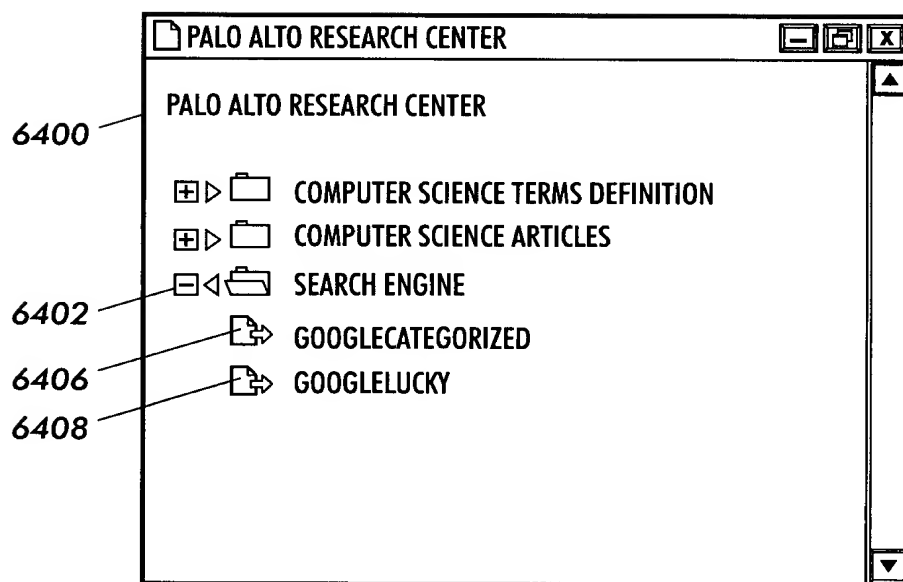 PALO ALTO RESEARCH CENTER
X
PALO ALTO RESEARCH CENTER
6400
COMPUTER SCIENCE TERMS DEFINITION
COMPUTER SCIENCE ARTICLES
SEARCH ENGINE
6402
GOOGLECATEGORIZED
6406
GOOGLELUCKY
6408